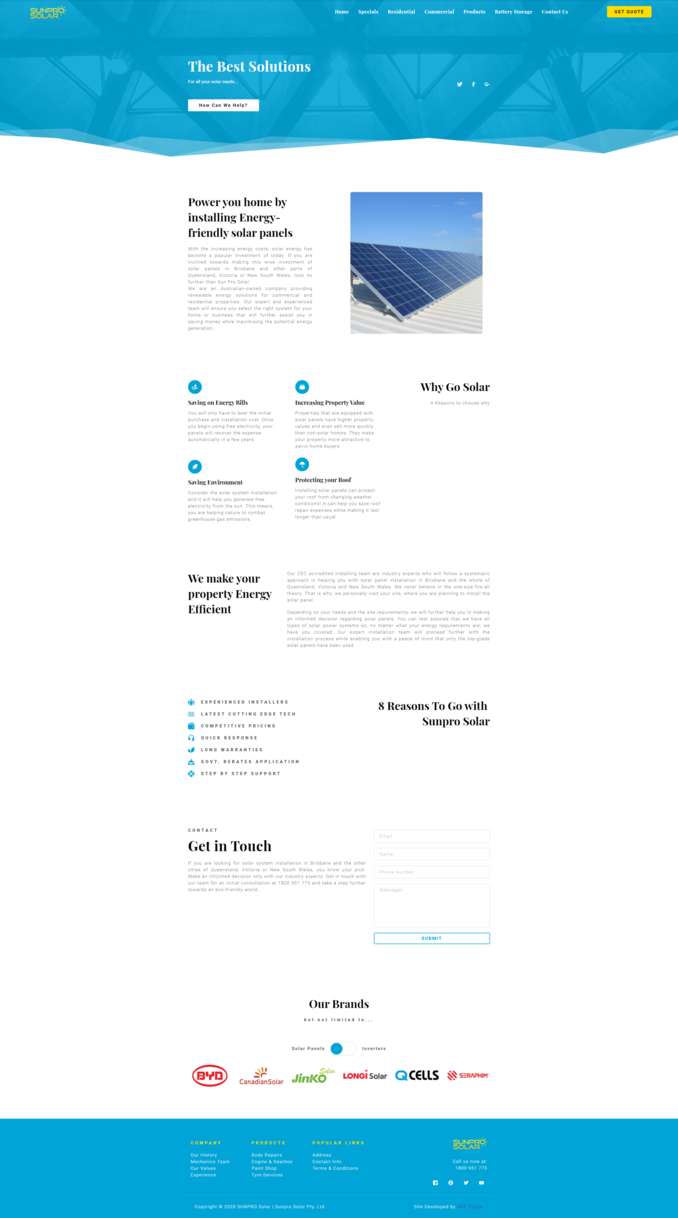 SUNPRO SOLAR
Home Specials Residential Commercial Products Battery Storage Contact Us
GET QUOTE
The Best Solutions
For all your solar needs...
How Can We Help?
Power you home by
installing Energy-
friendly solar panels
With the increasing energy costs, solar energy has
become a popular investment of today. If you are
inclined towards making this wise investment of
solar panels in Brisbane and other parts of
Queensland, Victoria or New South Wales, look no
further than Sun Pro Solar.
We are an Australian-owned company providing
renewable energy solutions for commercial and
residential properties. Our expert and experienced
team will ensure you select the right system for your
home or business that will further assist you in
saving money while maximising the potential energy
generation.
Saving on Energy Bills
You will only have to bear the initial
purchase and installation cost. Once
you begin using free electricity, your
panels will recover the expense
automatically in a few years.
Increasing Property Value
Properties that are equipped with
solar panels have higher property
values and even sell more quickly
than non-solar homes. They make
your property more attractive to
savvy home buyers.
Why Go Solar
4 Reasons to choose why
Saving Environment
Consider the solar system installation
and it will help you generate free
electricity from the sun. This means,
you are helping nature to combat
greenhouse gas emissions.
Protecting your Roof
Installing solar panels can protect
your roof from changing weather
conditions! It can help you save roof
repair expenses while making it last
longer than usual
We make your
property Energy
Efficient
Our CEC accredited installing team are industry experts who will follow a systematic
approach in helping you with solar panel installation in Brisbane and the whole of
Queensland, Victoria and New South Wales. We never believe in the one-size-fits-all
theory. That is why, we personally visit your site, where you are planning to install the
solar panel.
Depending on your needs and the site requirements, we will further help you in making
an informed decision regarding solar panels. You can rest assured that we have all
types of solar power systems so, no matter what your energy requirements are; we
have you covered. Our expert installation team will proceed further with the
installation process while enabling you with a peace of mind that only the top-grade
solar panels have been used.
EXPERIENCED INSTALLERS
LATEST CUTTING EDGE TECH
COMPETITIVE PRICING
QUICK RESPONSE
LONG WARRANTIES
GOVT. REBATES APPLICATION
STEP BY STEP SUPPORT
8 Reasons To Go with
Sunpro Solar
CONTACT
Get in Touch
If you are looking for solar system installation in Brisbane and the other
cities of Queensland, Victoria or New South Wales, you know your pick.
Make an informed decision only with our industry experts. Get in touch with
our team for an initial consultation at 1800 951 775 and take a step further
towards an eco-friendly world.
Email
Name
Phone Number
Messages
SUBMIT
Our Brands
but not limited to...
Solar Panels Inverters
BYD
CanadianSolar
JinKO Solar
LONGi Solar
Q CELLS
SERAPHIM
COMPANY
Our History
Mechanics Team
Our Values
Experience
PRODUCTS
Body Repairs
Engine & Gearbox
Paint Shop
Tyre Services
POPULAR LINKS
Address
Contact Info
Terms & Conditions
SUNPRO SOLAR
Call us now at:
1800 951 775
Copyright © 2020 SUNPRO Solar | Sunpro Solar Pty. Ltd.
Site Developed by